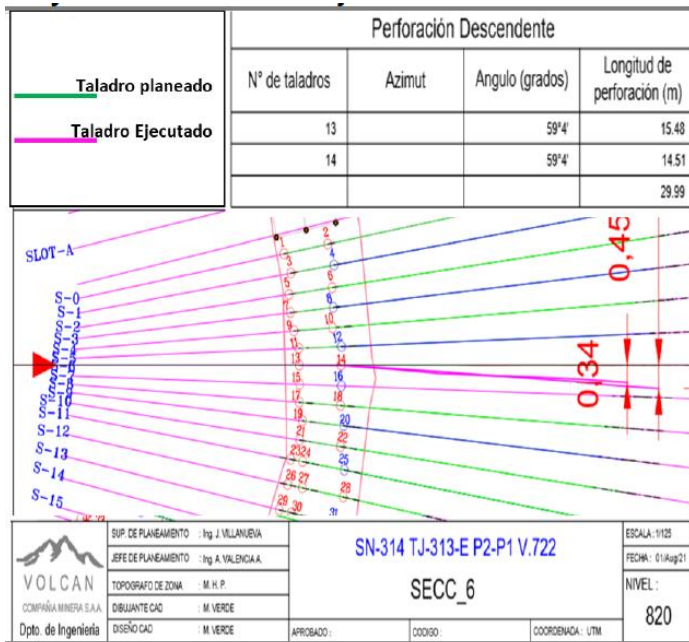 Taladro planeado
Taladro Ejecutado
Perforación Descendente
N° de taladros
Azimut
Angulo (grados)
Longitud de
perforación (m)
13
59°4'
15.48
14
59°4'
14.51
29.99
SLOT-A
S-0
S-1
S-2
S-3
S-10
S-11
S-12
S-13
S-14
S-15
1
2
3
4
5
6
7
8
9
10
11
12
13
14
15
16
17
18
19
20
21
22
23 24
25
26 27
28
29 30
31
0,45
0,34
VOLCAN
COMPAÑIA MINERA S.A.A.
Dpto. de Ingenieria
SUP. DE PLANEAMIENTO : Ing. J. VILLANUEVA
JEFE DE PLANEAMIENTO : Ing. A. VALENCIA A.
TOPOGRAFO DE ZONA : M. H. P.
DIBUJANTE CAD : M. VERDE
DISEÑO CAD : M. VERDE
SN-314 TJ-313-E P2-P1 V.722
SECC_6
APROBADO :
CODIGO :
COORDENADA : UTM
ESCALA : 1/125
FECHA : 01/Aug/21
NIVEL :
820